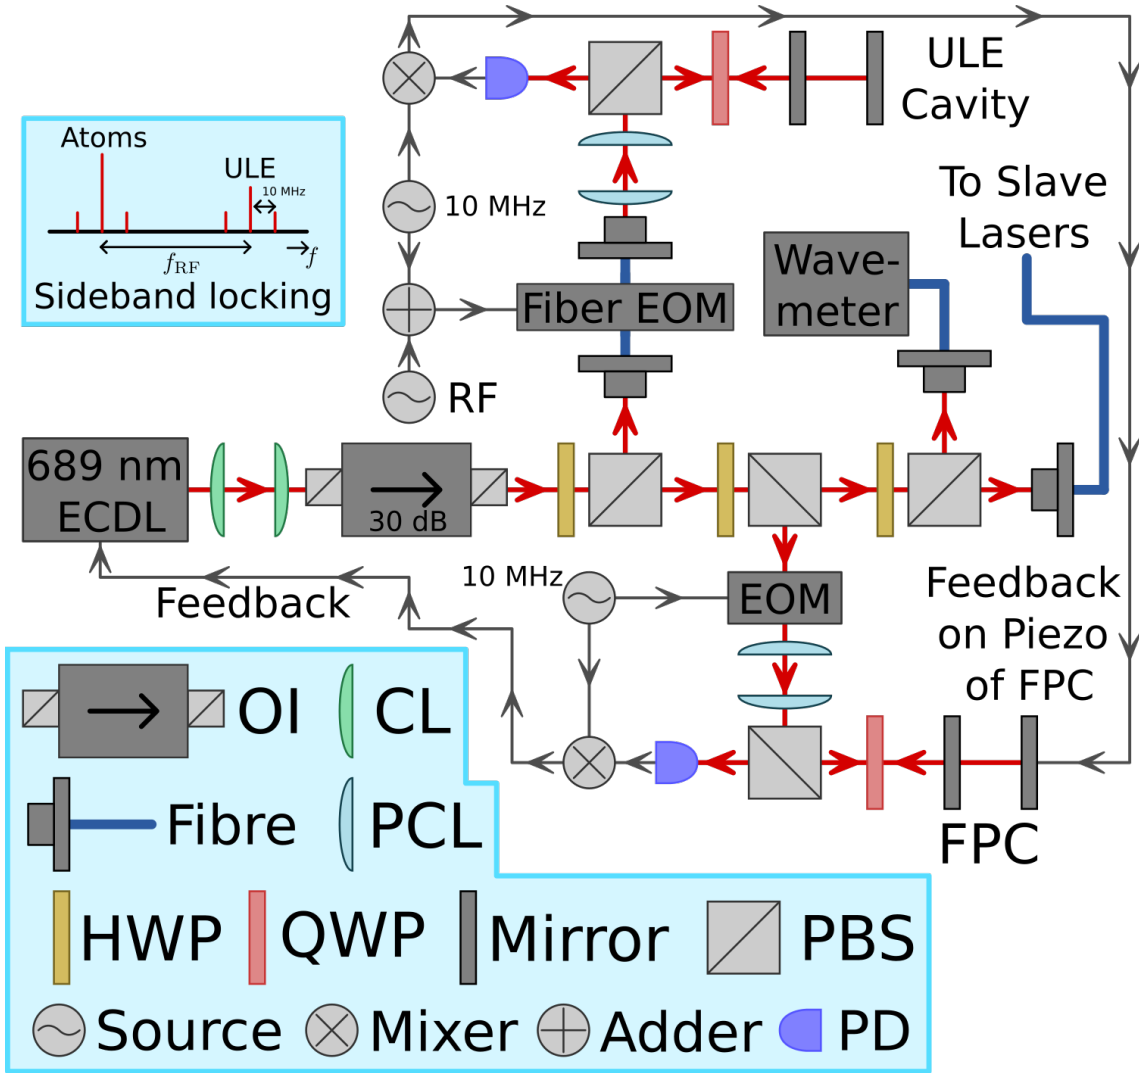 ULE
Cavity
Atoms
ULE
10 MHz
f_RF
f
Sideband locking
10 MHz
To Slave
Lasers
Wave-
meter
Fiber EOM
RF
689 nm
ECDL
30 dB
10 MHz
EOM
Feedback
Feedback
on Piezo
of FPC
FPC
OI
CL
Fibre
PCL
HWP
QWP
Mirror
PBS
Source
Mixer
Adder
PD